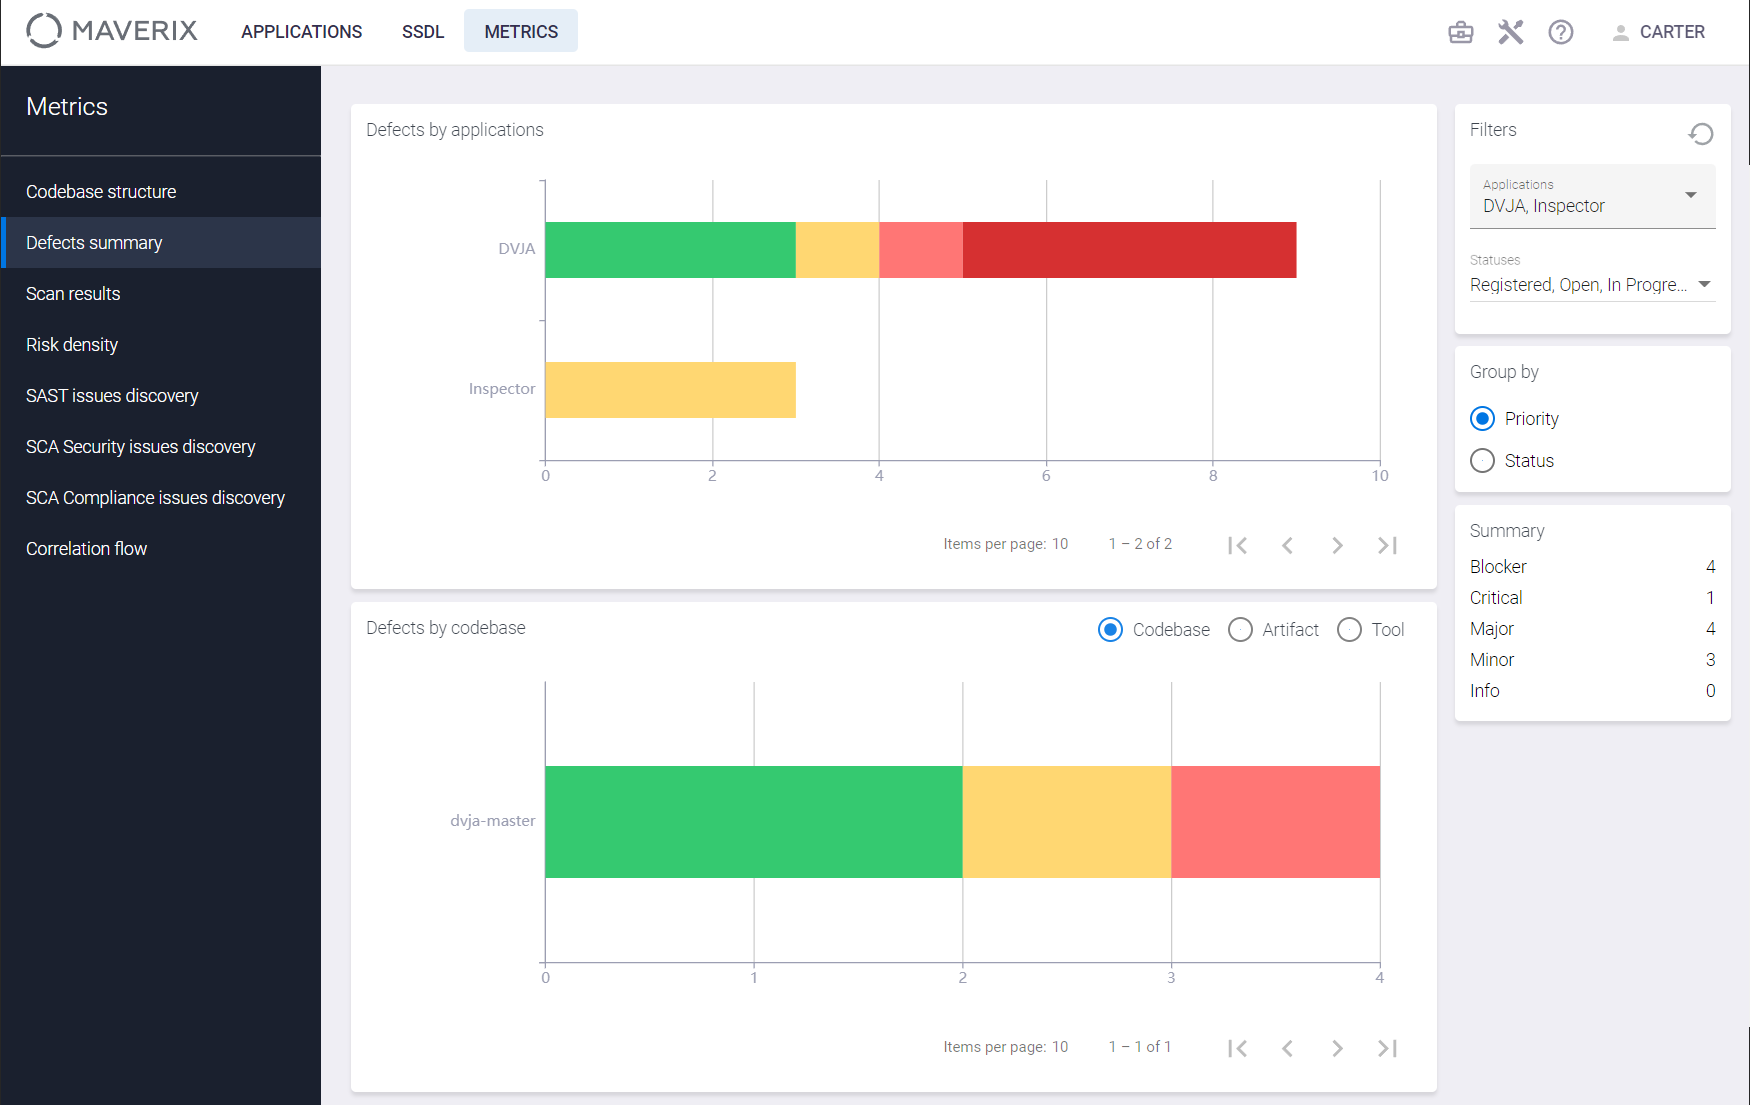 MAVERIX
APPLICATIONS
SSDL
METRICS
CARTER
Metrics
Codebase structure
Defects summary
Scan results
Risk density
SAST issues discovery
SCA Security issues discovery
SCA Compliance issues discovery
Correlation flow
Defects by applications
DVJA
Inspector
0 2 4 6 8 10
Items per page: 10 1 – 2 of 2
Defects by codebase
Codebase Artifact Tool
dvja-master
0 1 2 3 4
Items per page: 10 1 – 1 of 1
Filters
Applications
DVJA, Inspector
Statuses
Registered, Open, In Progre...
Group by
Priority
Status
Summary
Blocker 4
Critical 1
Major 4
Minor 3
Info 0